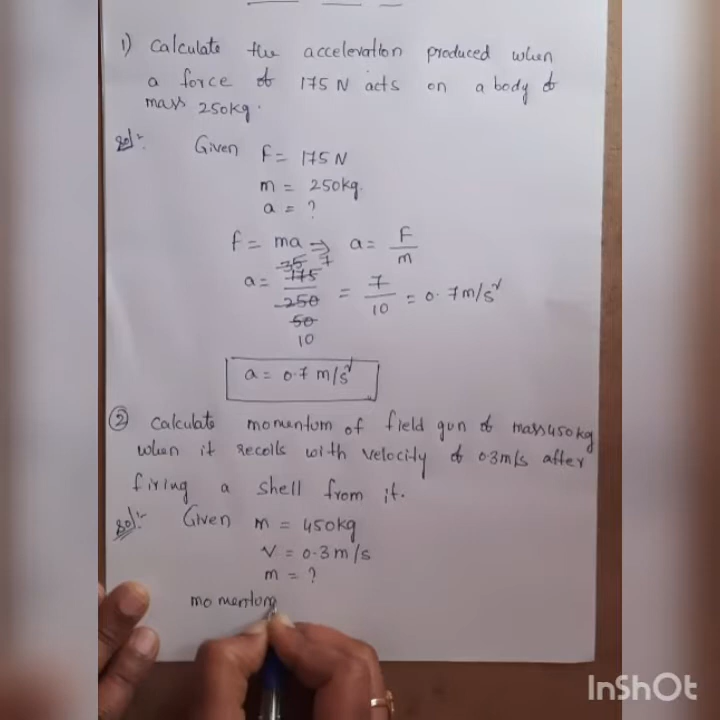 1) Calculate the acceleration produced when
a force of 175 N acts on a body of
mass 250kg.
Sol:- Given F = 175 N
m = 250kg.
a = ?
F = ma ⇒ a = F/m
a = 175/250 = 7/10 = 0.7 m/s²
35 7
50
10
a = 0.7 m/s²
② Calculate momentum of field gun of mass 450kg
when it recoils with velocity of 0.3m/s after
firing a shell from it.
Sol:- Given m = 450kg
v = 0.3 m/s
m = ?
momentum
InShOt